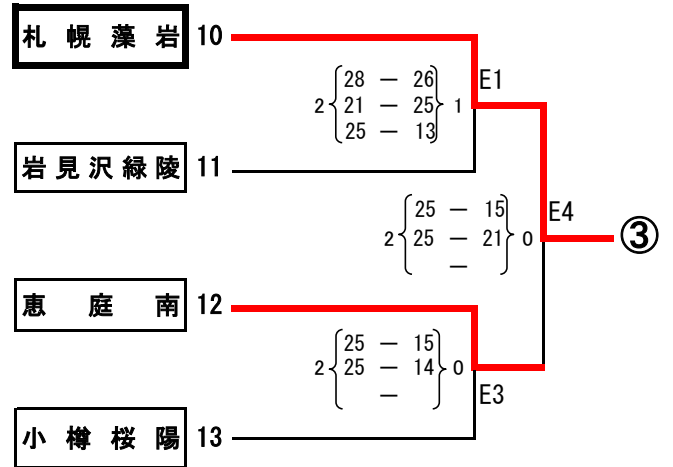 札幌藻岩 10
28 － 26 E1
2 21 － 25 1
25 － 13
岩見沢緑陵 11
25 － 15 E4
2 25 － 21 0 ③
－
恵庭南 12
25 － 15
2 25 － 14 0
－ E3
小樽桜陽 13